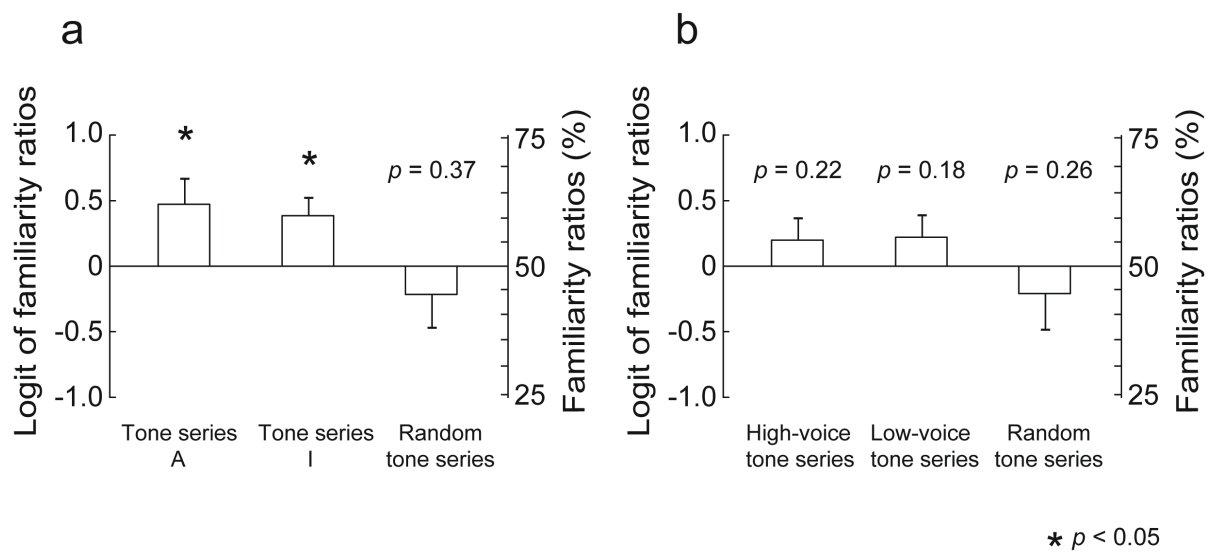 a
Logit of familiarity ratios
1.0
0.5
0
-0.5
-1.0
*
*
p = 0.37
75
50
25
Familiarity ratios (%)
Tone series
A
Tone series
I
Random
tone series
b
Logit of familiarity ratios
1.0
0.5
0
-0.5
-1.0
p = 0.22
p = 0.18
p = 0.26
75
50
25
Familiarity ratios (%)
High-voice
tone series
Low-voice
tone series
Random
tone series
* p < 0.05